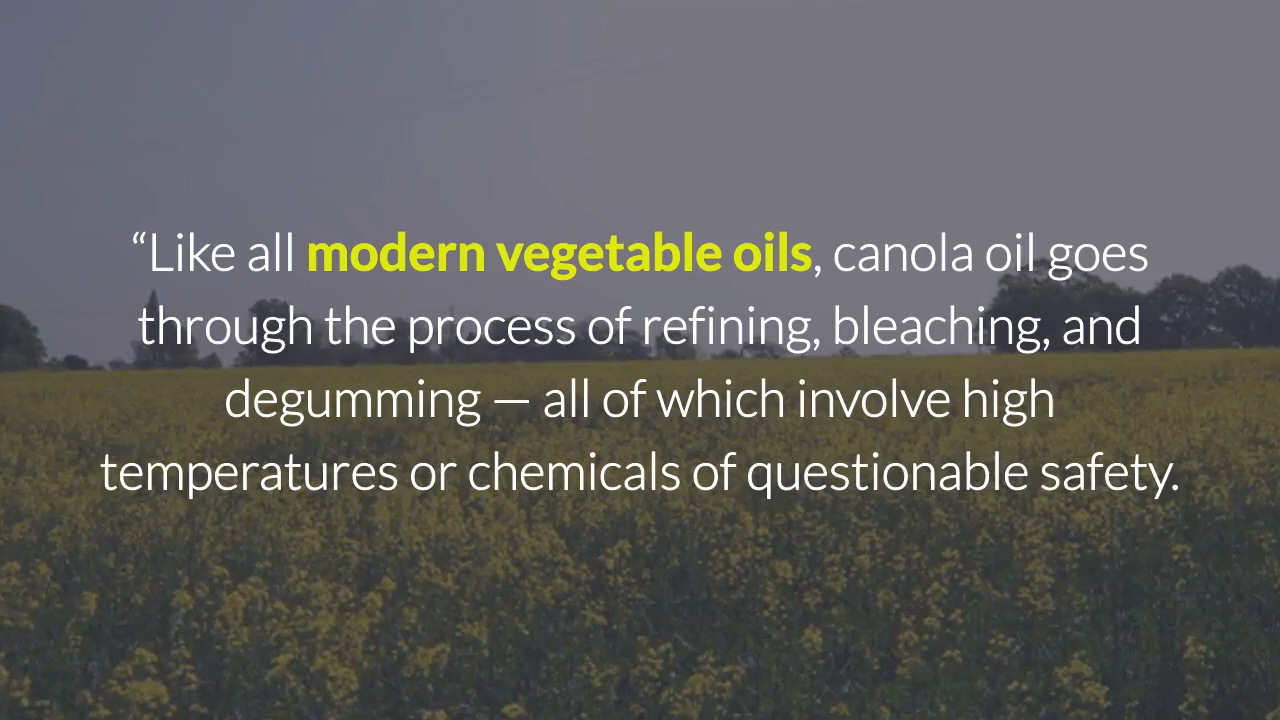 “Like all modern vegetable oils, canola oil goes
through the process of refining, bleaching, and
degumming — all of which involve high
temperatures or chemicals of questionable safety.